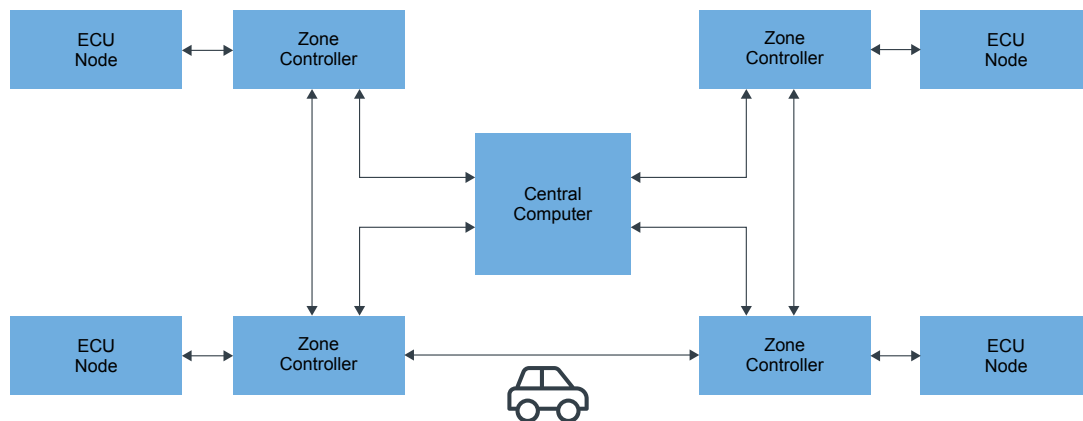 ECU
Node
Zone
Controller
Zone
Controller
ECU
Node
Central
Computer
ECU
Node
Zone
Controller
Zone
Controller
ECU
Node